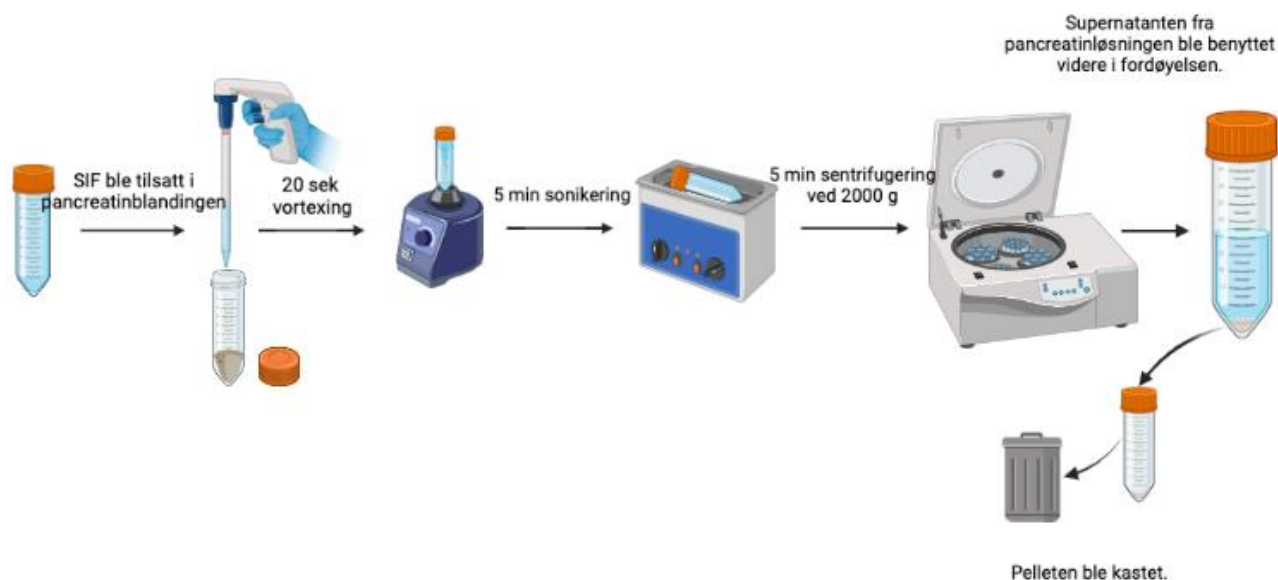 Supernatanten fra
pancreatinløsningen ble benyttet
videre i fordøyelsen.
SIF ble tilsatt i
pancreatinblandingen
20 sek
vortexing
5 min sonikering
5 min sentrifugering
ved 2000 g
Pelleten ble kastet.